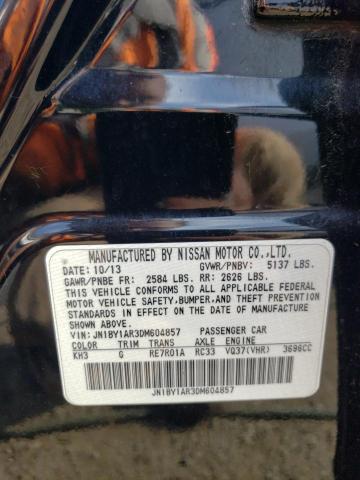 MANUFACTURED BY NISSAN MOTOR CO.,LTD.
DATE: 10/13 GVWR/PNBV: 5137 LBS.
GAWR/PNBE FR: 2584 LBS. RR: 2626 LBS.
THIS VEHICLE CONFORMS TO ALL APPLICABLE FEDERAL
MOTOR VEHICLE SAFETY, BUMPER, AND THEFT PREVENTION
STANDARDS IN EFFECT ON THE DATE OF MANUFACTURE
SHOWN ABOVE.
VIN: JN1BY1AR3DM604857 PASSENGER CAR
COLOR TRIM TRANS AXLE ENGINE
KH3 G RE7R01A RC33 VQ37(VHR) 3696CC
JN1BY1AR3DM604857